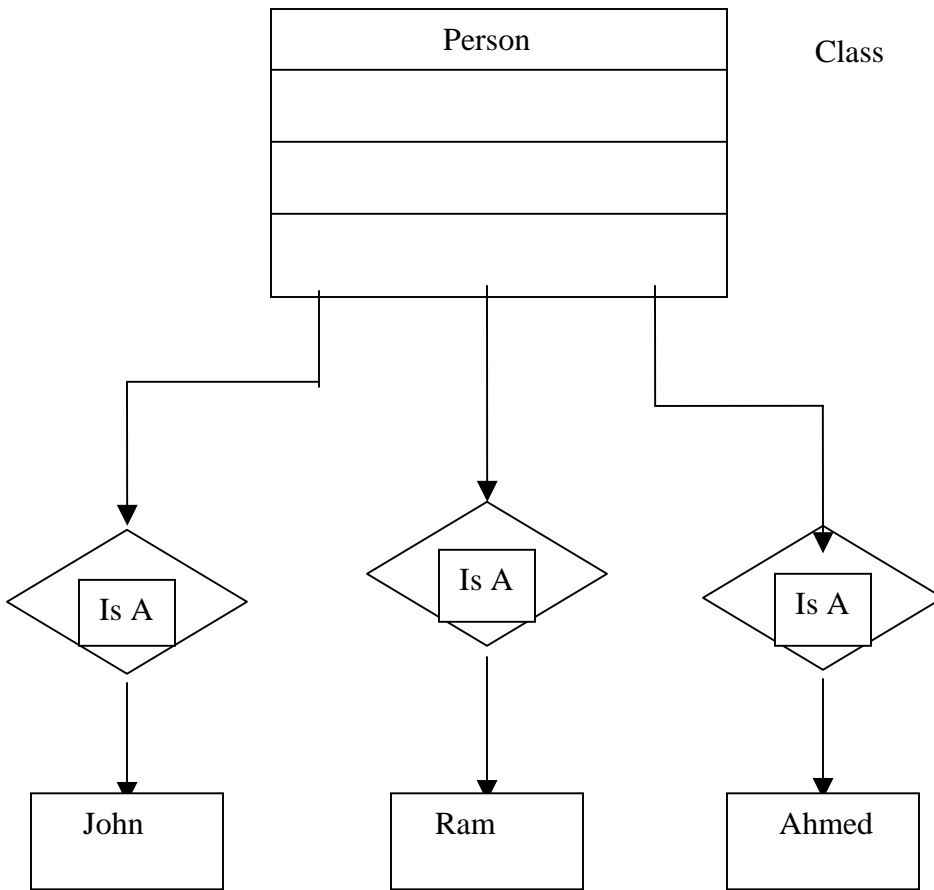 Person
Class
Is A
Is A
Is A
John
Ram
Ahmed